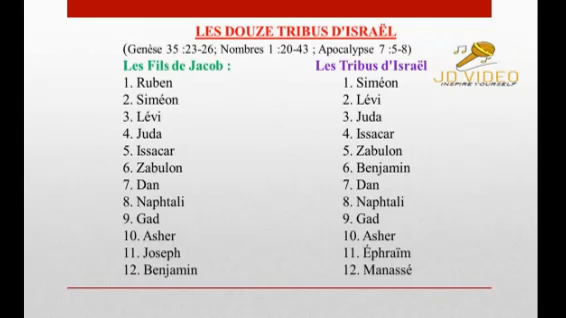 LES DOUZE TRIBUS D'ISRAËL
(Genèse 35 :23-26; Nombres 1 :20-43 ; Apocalypse 7 :5-8)
Les Fils de Jacob :
1. Ruben
2. Siméon
3. Lévi
4. Juda
5. Issacar
6. Zabulon
7. Dan
8. Naphtali
9. Gad
10. Asher
11. Joseph
12. Benjamin
Les Tribus d'Israël
1. Siméon
2. Lévi
3. Juda
4. Issacar
5. Zabulon
6. Benjamin
7. Dan
8. Naphtali
9. Gad
10. Asher
11. Éphraïm
12. Manassé
JD VIDEO
INSPIRE YOURSELF